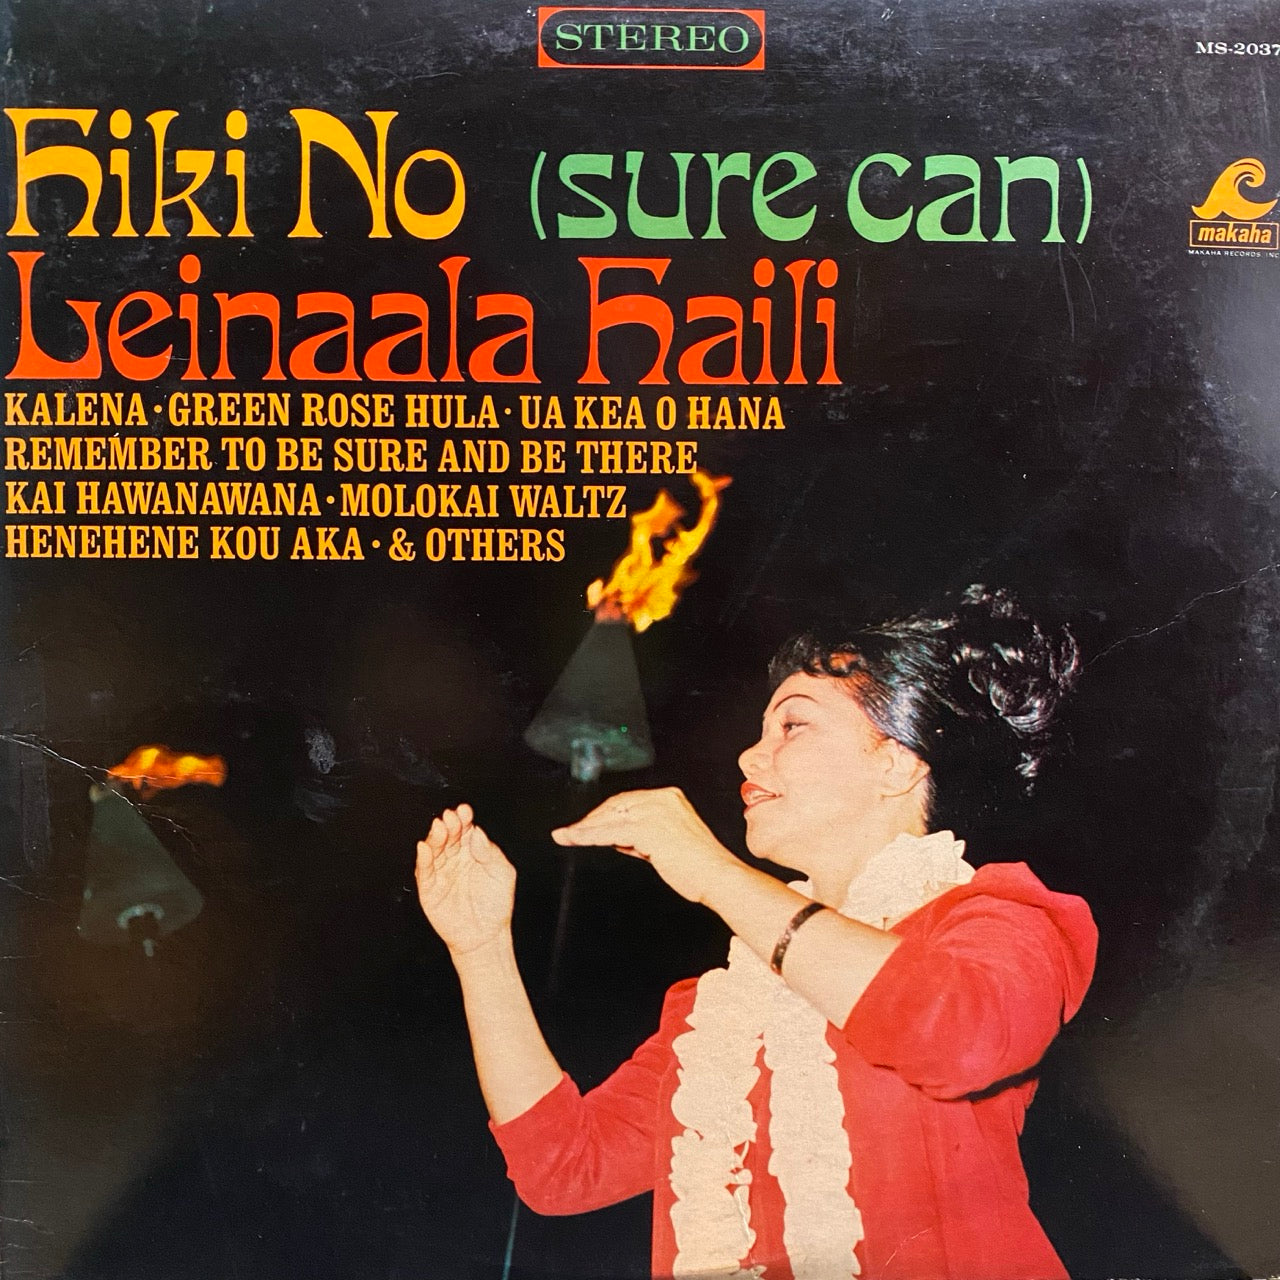 STEREO
MS-2037
Hiki No (sure can)
makaha
MAKAHA RECORDS INC
Leinaala Haili
KALENA · GREEN ROSE HULA · UA KEA O HANA
REMEMBER TO BE SURE AND BE THERE
KAI HAWANAWANA · MOLOKAI WALTZ
HENEHENE KOU AKA · & OTHERS